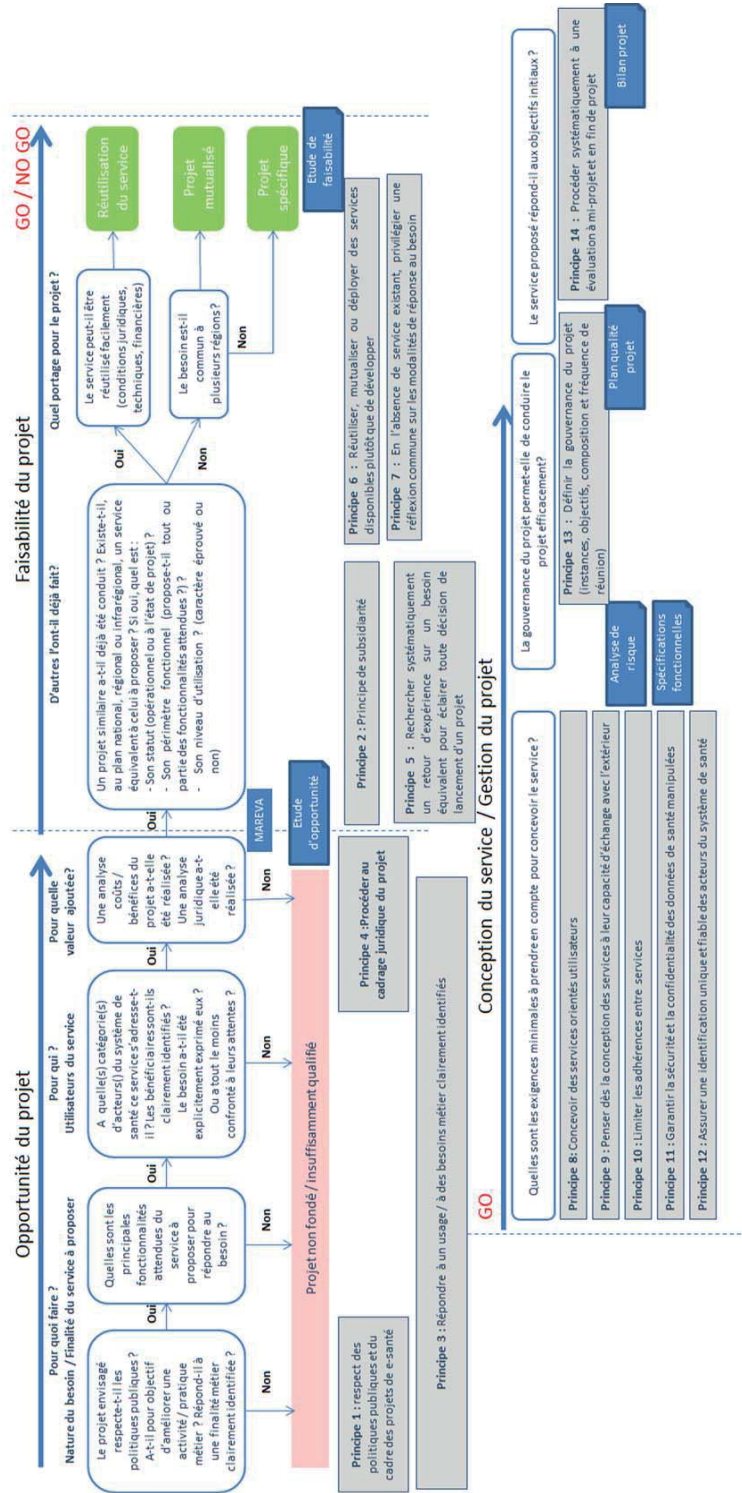 Opportunité du projet
Pour quoi faire ?
Nature du besoin / Finalité du service à proposer
Le projet envisagé
respecte-t-il les
politiques publiques ?
A-t-il pour objectif
d'améliorer une
activité / pratique
métier ? Répond-il à
une finalité métier
clairement identifiée ?
Oui
Non
Quelles sont les
principales
fonctionnalités
attendues du
service à
proposer pour
répondre au
besoin ?
Oui
Non
Pour qui ?
Utilisateurs du service
A quelle(s) catégorie(s)
d'acteurs() du système de
santé ce service s'adresse-t-
il ? Les bénéficiaires sont-ils
clairement identifiés ?
Le besoin a-t-il été
explicitement exprimé eux ?
Ou a tout le moins
confronté à leurs attentes ?
Oui
Non
Pour quelle
valeur ajoutée?
Une analyse
coûts /
bénéfices du
projet a-t-elle
été réalisée ?
Une analyse
juridique a-t-
elle été
réalisée ?
Oui
Non
MAREVA
Projet non fondé / insuffisamment qualifié
Etude
d'opportunité
Principe 1 : respect des
politiques publiques et du
cadre des projets de e-santé
Principe 3 : Répondre à un usage / à des besoins métier clairement identifiés
Principe 4 :Procéder au
cadrage juridique du projet
Faisabilité du projet
GO / NO GO
D'autres l'ont-il déjà fait?
Un projet similaire a-t-il déjà été conduit ? Existe-t-il,
au plan national, régional ou infrarégional, un service
équivalent à celui à proposer ? Si oui, quel est :
- Son statut (opérationnel ou à l'état de projet) ?
- Son périmètre fonctionnel (propose-t-il tout ou
partie des fonctionnalités attendues ?) ?
- Son niveau d'utilisation ? (caractère éprouvé ou
non)
Oui
Non
Quel portage pour le projet ?
Le service peut-il être
réutilisé facilement
(conditions juridiques,
techniques, financières)
Le besoin est-il
commun à
plusieurs régions?
Non
Réutilisation
du service
Projet
mutualisé
Projet
spécifique
Etude de
faisabilité
Principe 2 : Principe de subsidiarité
Principe 5 : Rechercher systématiquement
un retour d'expérience sur un besoin
équivalent pour éclairer toute décision de
lancement d'un projet
Principe 6 : Réutiliser, mutualiser ou déployer des services
disponibles plutôt que de développer
Principe 7 : En l'absence de service existant, privilégier une
réflexion commune sur les modalités de réponse au besoin
GO
Conception du service / Gestion du projet
Quelles sont les exigences minimales à prendre en compte pour concevoir le service ?
Principe 8: Concevoir des services orientés utilisateurs
Principe 9 : Penser dès la conception des services à leur capacité d'échange avec l'extérieur
Principe 10 : Limiter les adhérences entre services
Principe 11 : Garantir la sécurité et la confidentialité des données de santé manipulées
Principe 12 : Assurer une identification unique et fiable des acteurs du système de santé
Analyse de
risque
Spécifications
fonctionnelles
La gouvernance du projet permet-elle de conduire le
projet efficacement?
Principe 13 : Définir la gouvernance du projet
(instances, objectifs, composition et fréquence de
réunion)
Plan qualité
projet
Le service proposé répond-il aux objectifs initiaux ?
Principe 14 : Procéder systématiquement à une
évaluation à mi-projet et en fin de projet
Bilan projet